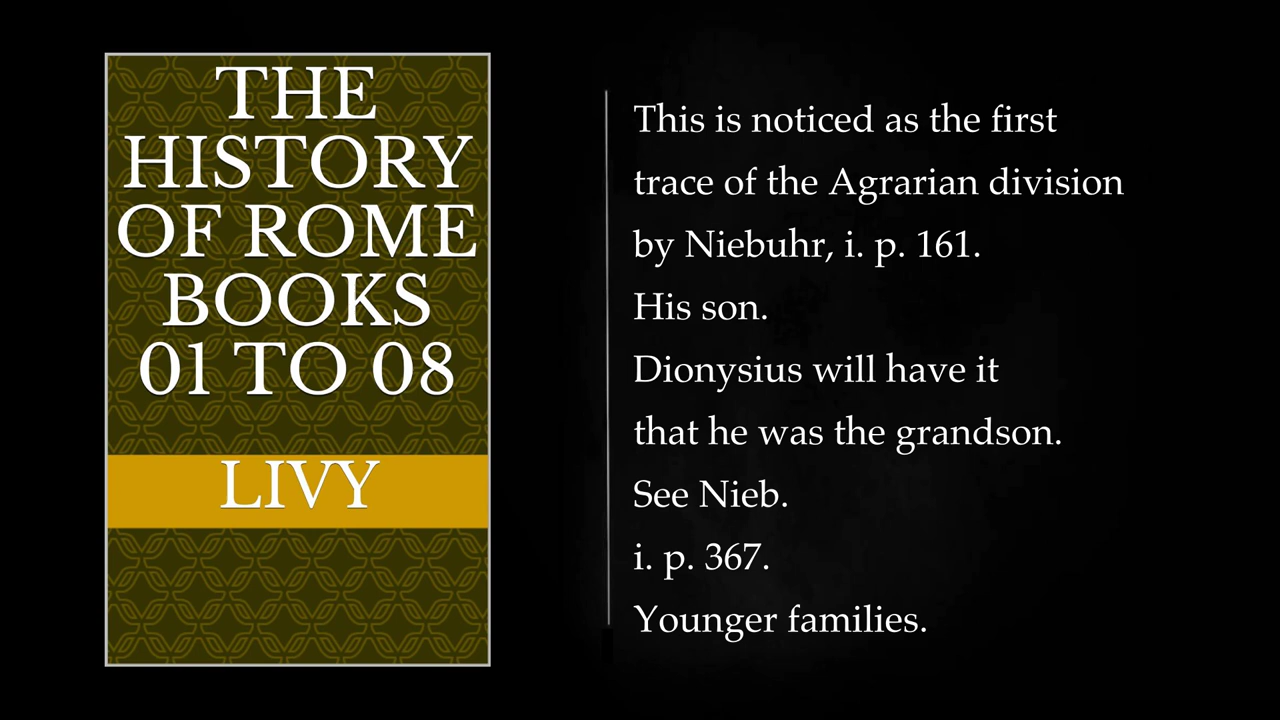 THE
HISTORY
OF ROME
BOOKS
01 TO 08
LIVY
This is noticed as the first
trace of the Agrarian division
by Niebuhr, i. p. 161.
His son.
Dionysius will have it
that he was the grandson.
See Nieb.
i. p. 367.
Younger families.